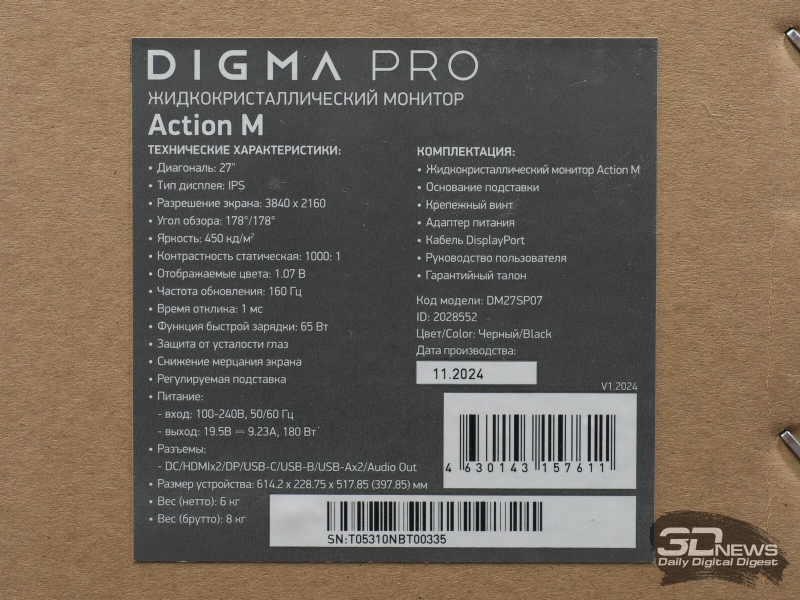 DIGMA PRO
ЖИДКОКРИСТАЛЛИЧЕСКИЙ МОНИТОР
Action M
ТЕХНИЧЕСКИЕ ХАРАКТЕРИСТИКИ:
• Диагональ: 27"
• Тип дисплея: IPS
• Разрешение экрана: 3840 x 2160
• Угол обзора: 178°/178°
• Яркость: 450 кд/м²
• Контрастность статическая: 1000: 1
• Отображаемые цвета: 1.07 B
• Частота обновления: 160 Гц
• Время отклика: 1 мс
• Функция быстрой зарядки: 65 Вт
• Защита от усталости глаз
• Снижение мерцания экрана
• Регулируемая подставка
• Питание:
- вход: 100-240В, 50/60 Гц
- выход: 19.5В ⎓ 9.23А, 180 Вт
• Разъемы:
- DC/HDMIx2/DP/USB-C/USB-B/USB-Ax2/Audio Out
• Размер устройства: 614.2 x 228.75 x 517.85 (397.85) мм
• Вес (нетто): 6 кг
• Вес (брутто): 8 кг
КОМПЛЕКТАЦИЯ:
• Жидкокристаллический монитор Action M
• Основание подставки
• Крепежный винт
• Адаптер питания
• Кабель DisplayPort
• Руководство пользователя
• Гарантийный талон
Код модели: DM27SP07
ID: 2028552
Цвет/Color: Черный/Black
Дата производства:
11.2024
V1.2024
4 630143 157611
SN:T05310NBT00335
3DNEWS
Daily Digital Digest